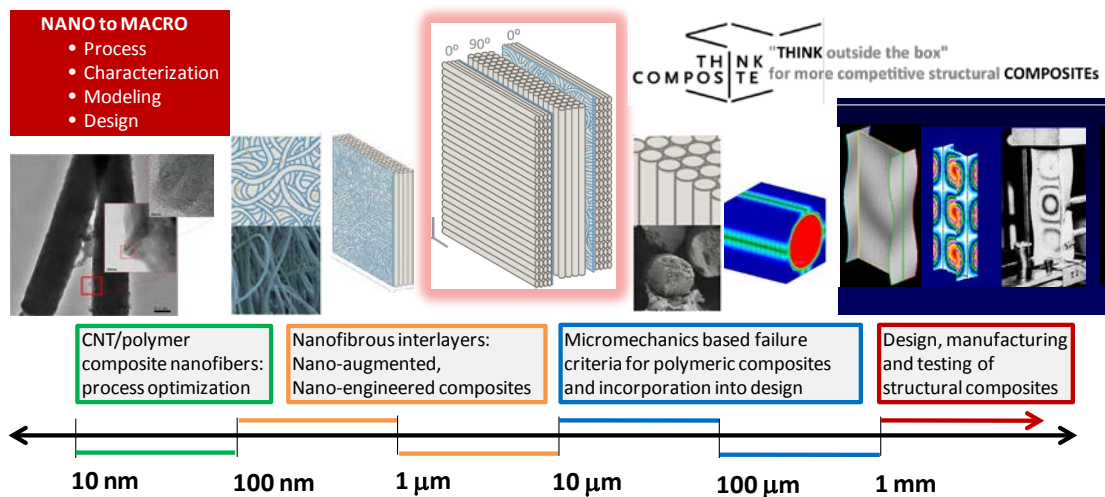 NANO to MACRO
• Process
• Characterization
• Modeling
• Design
0°
90°
0°
TH NK
COMPOS TE
"THINK outside the box"
for more competitive structural COMPOSITEs
CNT/polymer
composite nanofibers:
process optimization
Nanofibrous interlayers:
Nano-augmented,
Nano-engineered composites
Micromechanics based failure
criteria for polymeric composites
and incorporation into design
Design, manufacturing
and testing of
structural composites
10 nm
100 nm
1 μm
10 μm
100 μm
1 mm